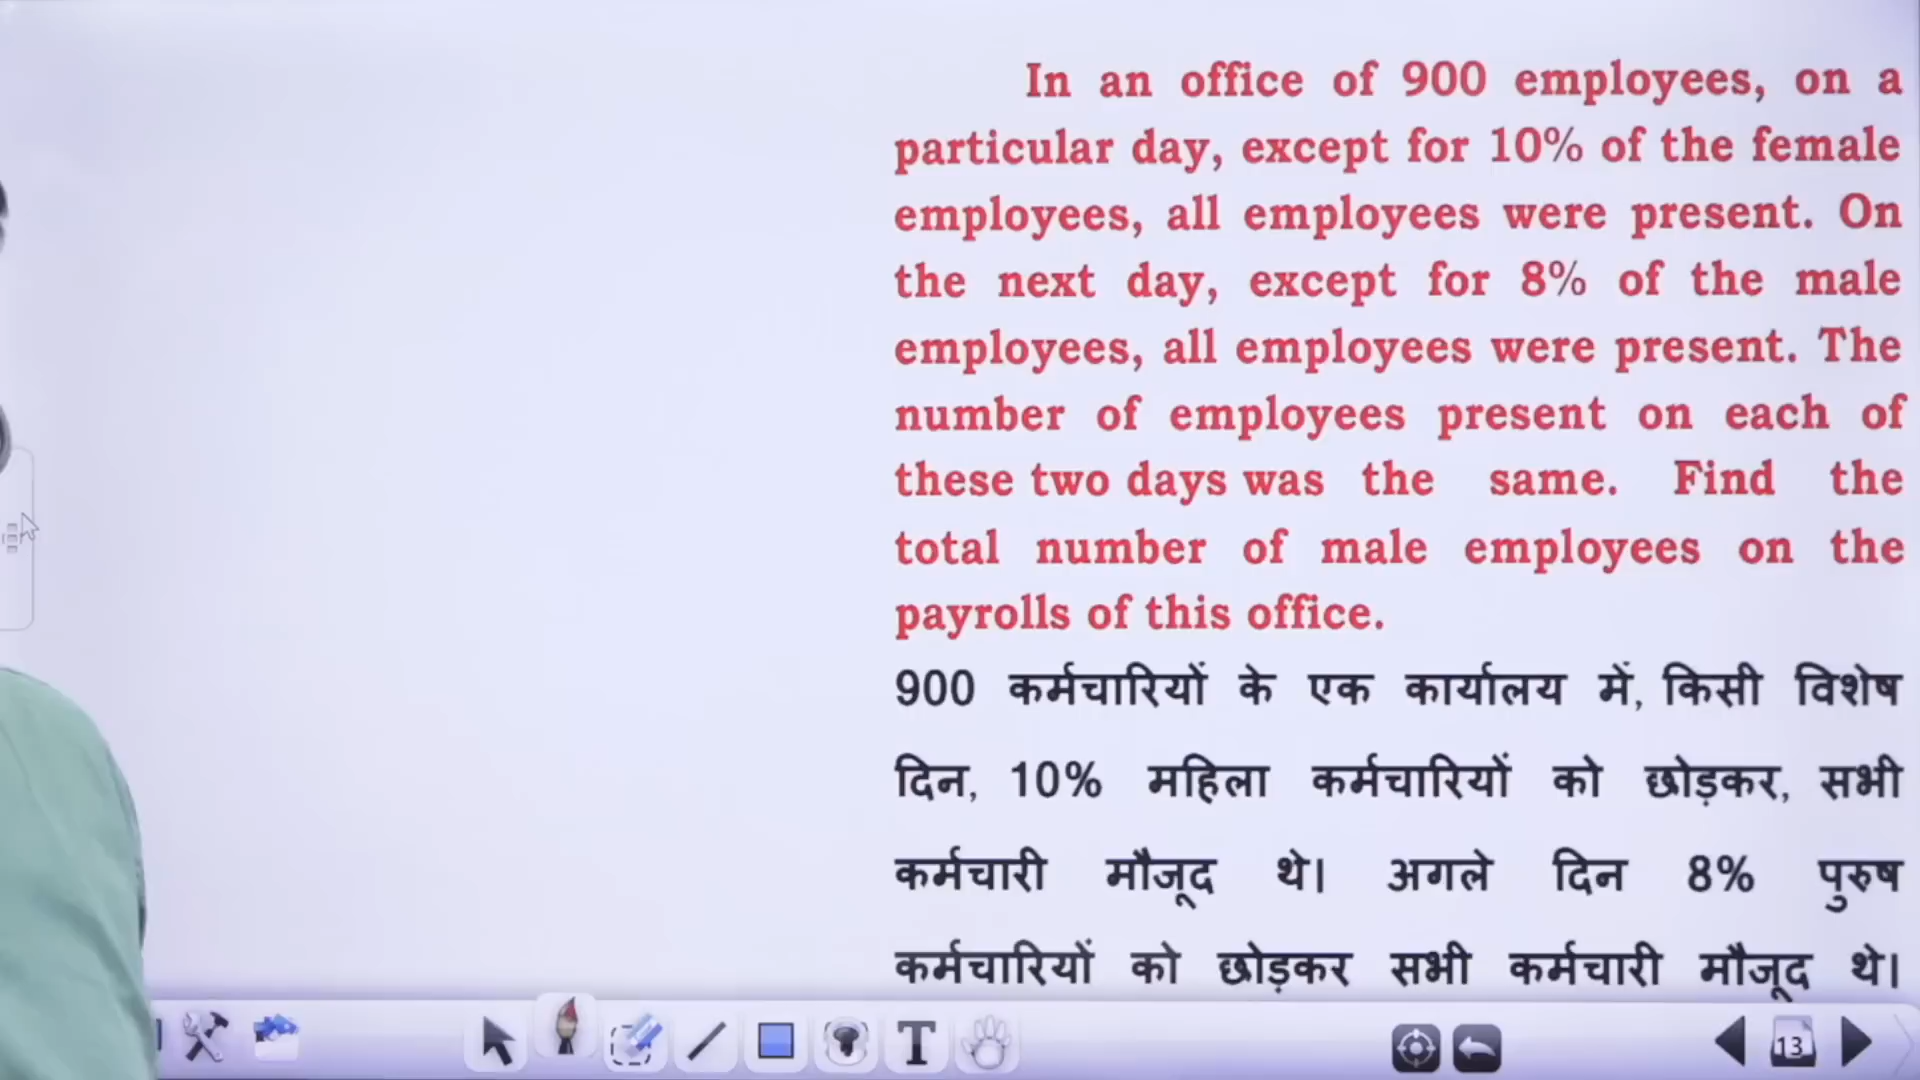 In an office of 900 employees, on a
particular day, except for 10% of the female
employees, all employees were present. On
the next day, except for 8% of the male
employees, all employees were present. The
number of employees present on each of
these two days was the same. Find the
total number of male employees on the
payrolls of this office.
900 कर्मचारियों के एक कार्यालय में, किसी विशेष
दिन, 10% महिला कर्मचारियों को छोड़कर, सभी
कर्मचारी मौजूद थे। अगले दिन 8% पुरुष
कर्मचारियों को छोड़कर सभी कर्मचारी मौजूद थे।
T
13